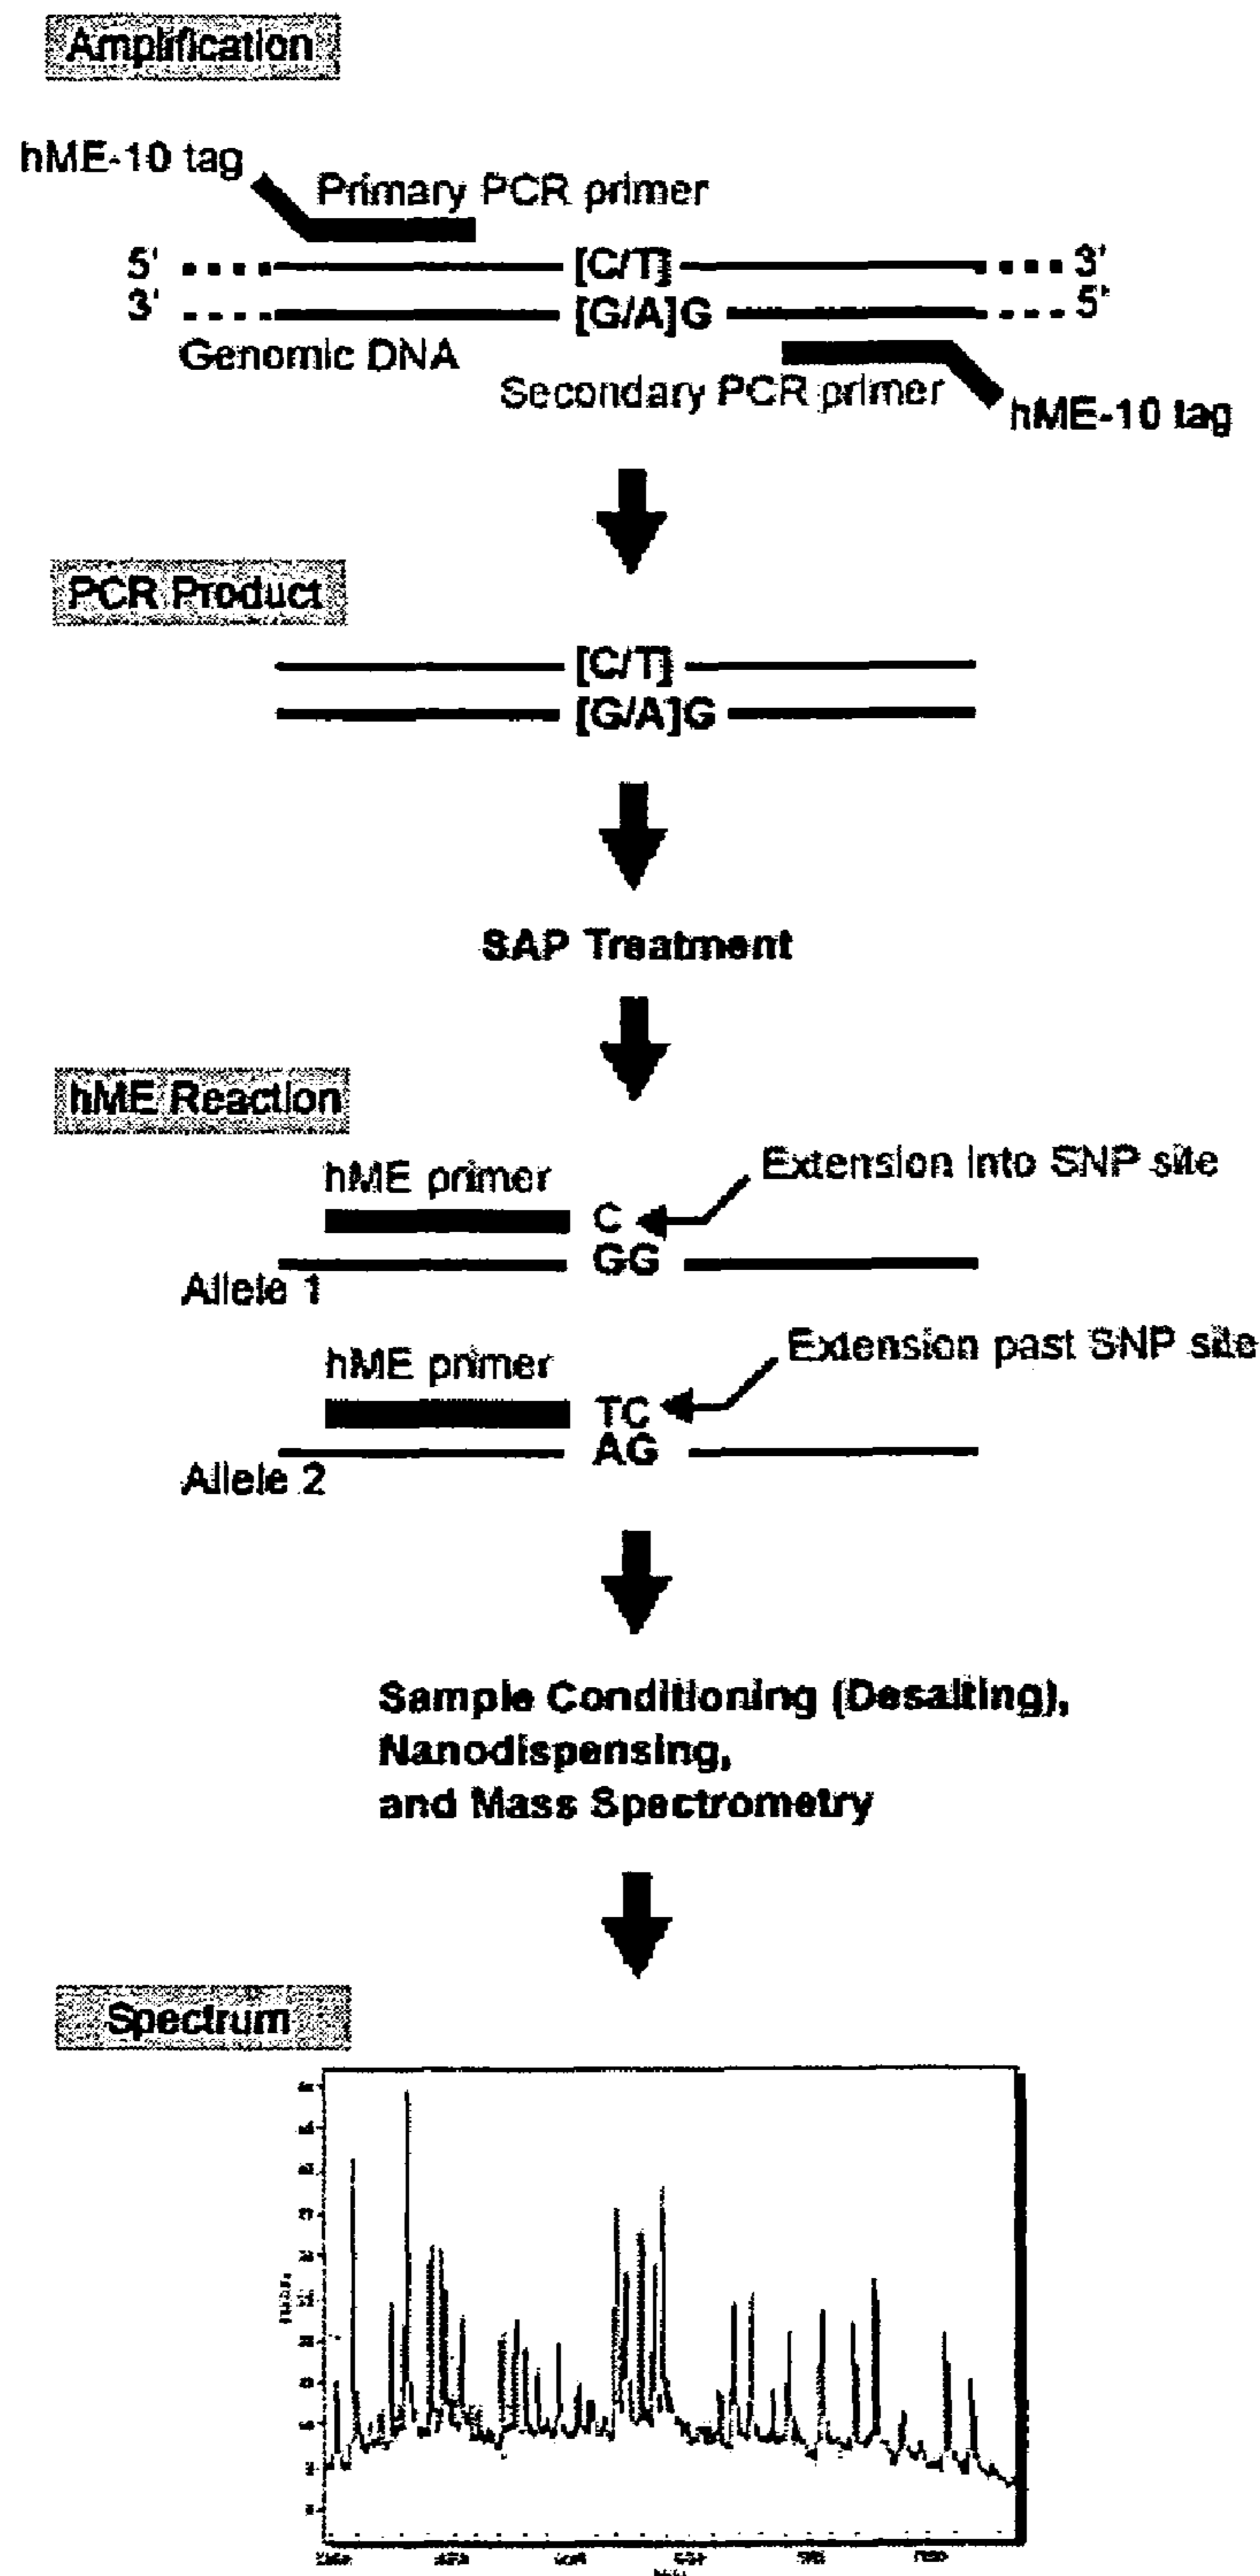 Amplification
hME-10 tag
Primary PCR primer
5' [C/T] 3'
3' [G/A]G 5'
Genomic DNA
Secondary PCR primer
hME-10 tag
PCR Product
[C/T]
[G/A]G
SAP Treatment
hME Reaction
Extension into SNP site
hME primer
C
GG
Allele 1
Extension past SNP site
hME primer
TC
AG
Allele 2
Sample Conditioning (Desalting),
Nanodispensing,
and Mass Spectrometry
Spectrum